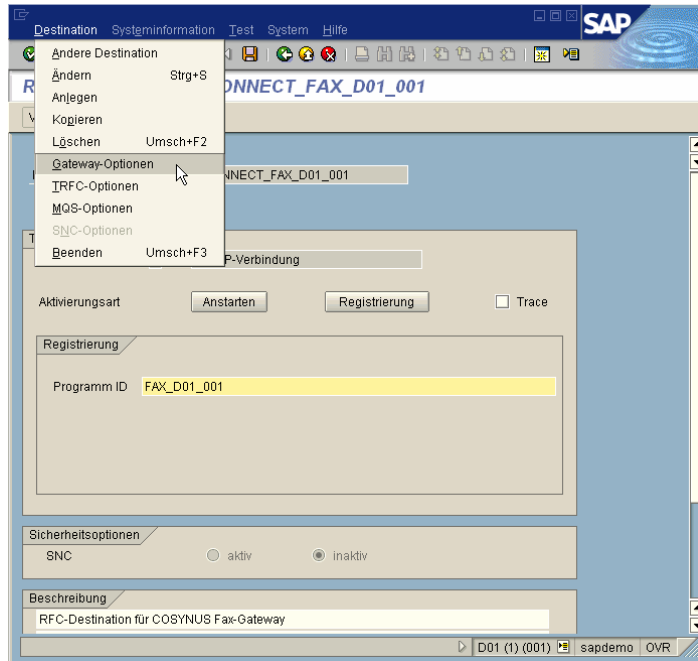 Destination Systeminformation Test System Hilfe
SAP
Andere Destination
Ändern Strg+S
Anlegen
Kopieren
Löschen Umsch+F2
Gateway-Optionen
TRFC-Optionen
MQS-Optionen
SNC-Optionen
Beenden Umsch+F3
R ONNECT_FAX_D01_001
NNECT_FAX_D01_001
P-Verbindung
Aktivierungsart Anstarten Registrierung Trace
Registrierung
Programm ID FAX_D01_001
Sicherheitsoptionen
SNC aktiv inaktiv
Beschreibung
RFC-Destination für COSYNUS Fax-Gateway
D01 (1) (001) sapdemo OVR